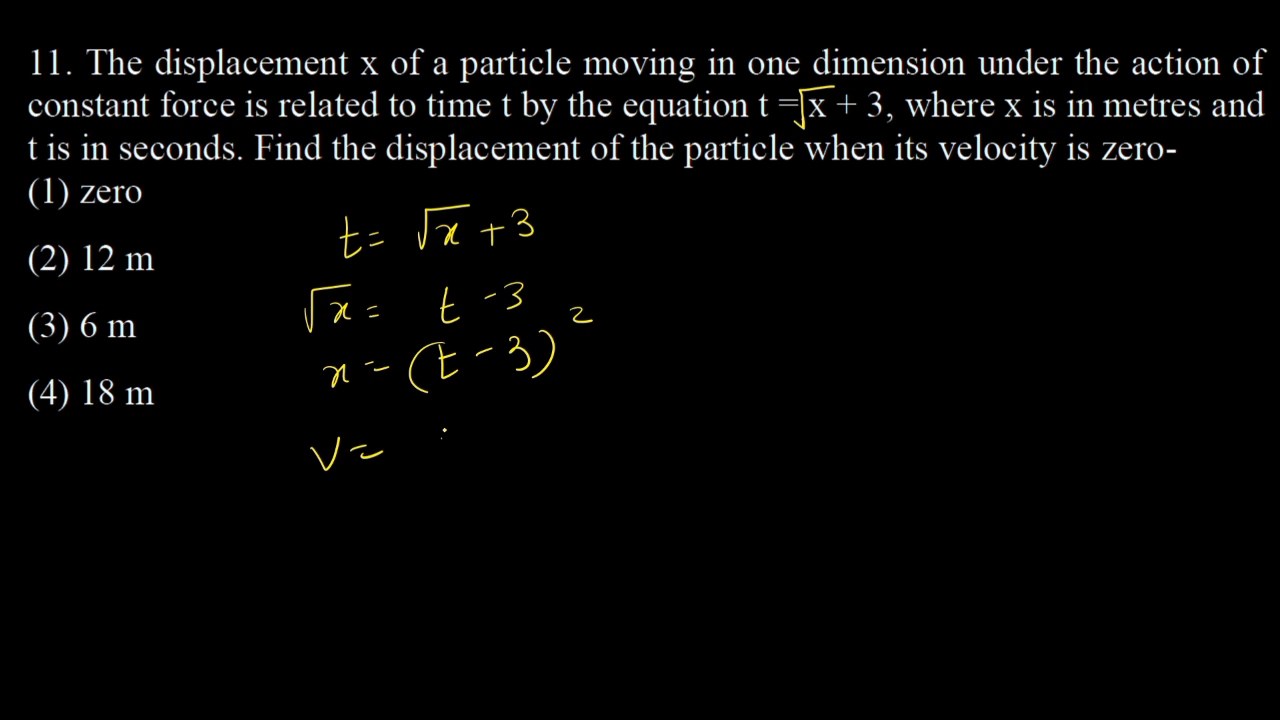 11. The displacement x of a particle moving in one dimension under the action of
constant force is related to time t by the equation t =√x + 3, where x is in metres and
t is in seconds. Find the displacement of the particle when its velocity is zero-
(1) zero
(2) 12 m
(3) 6 m
(4) 18 m
t = √x + 3
√x = t - 3
x = (t - 3)²
v =